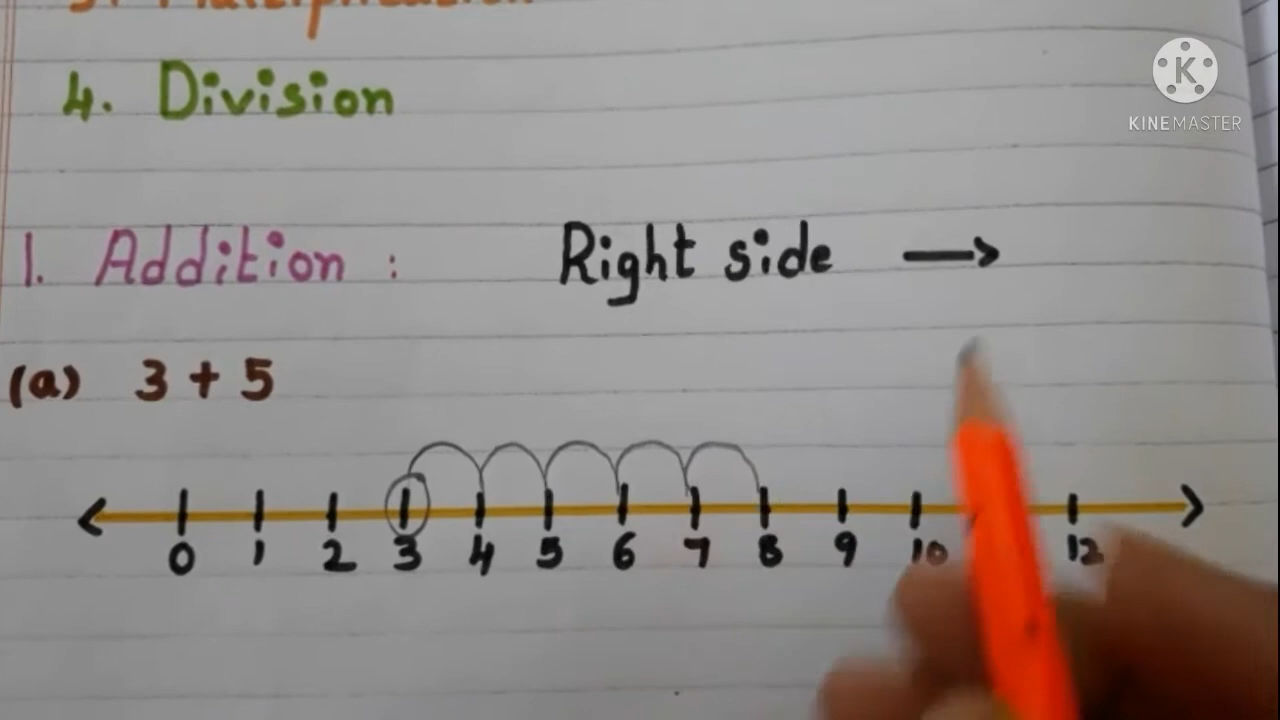 4. Division
K
KINEMASTER
1. Addition : Right side →
(a) 3 + 5
0 1 2 3 4 5 6 7 8 9 10 12